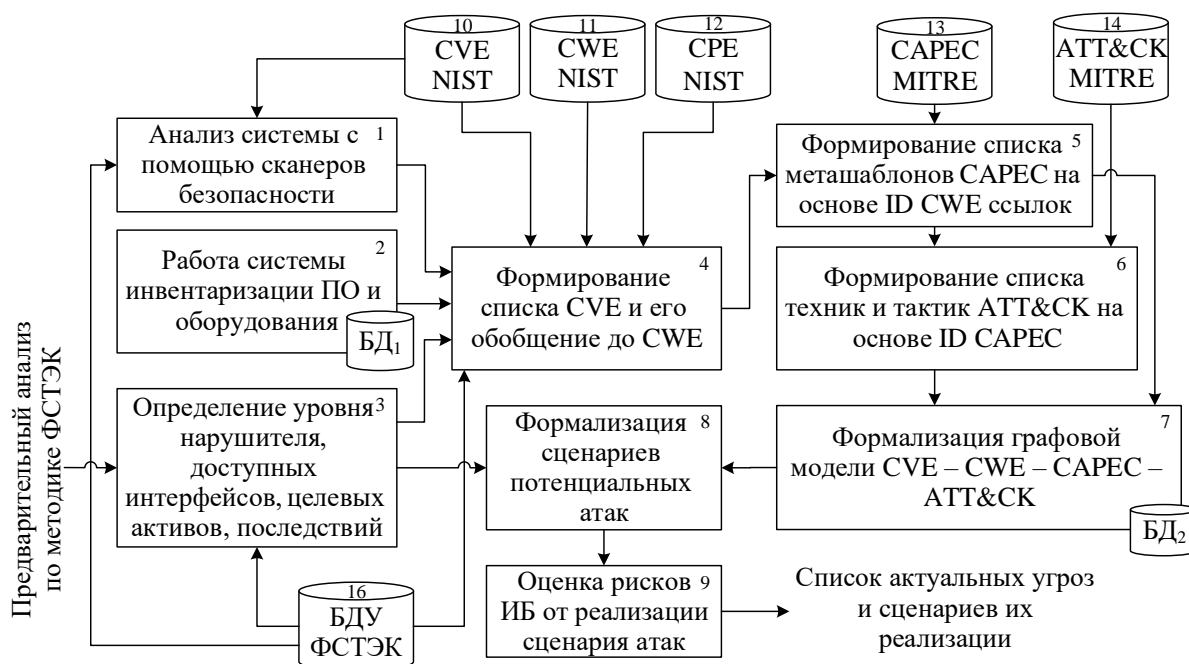 10
CVE
NIST
11
CWE
NIST
12
CPE
NIST
13
CAPEC
MITRE
14
ATT&CK
MITRE
Анализ системы с 1
помощью сканеров
безопасности
Формирование списка 5
меташаблонов CAPEC на
основе ID CWE ссылок
Работа системы 2
инвентаризации ПО и
оборудования
БД₁
Формирование 4
списка CVE и его
обобщение до CWE
Формирование списка 6
техник и тактик ATT&CK на
основе ID CAPEC
Предварительный анализ
по методике ФСТЭК
Определение уровня 3
нарушителя,
доступных
интерфейсов, целевых
активов, последствий
Формализация 8
сценариев
потенциальных
атак
Формализация графовой 7
модели CVE – CWE – CAPEC –
ATT&CK
БД₂
16
БДУ
ФСТЭК
Оценка рисков 9
ИБ от реализации
сценария атак
Список актуальных угроз
и сценариев их
реализации